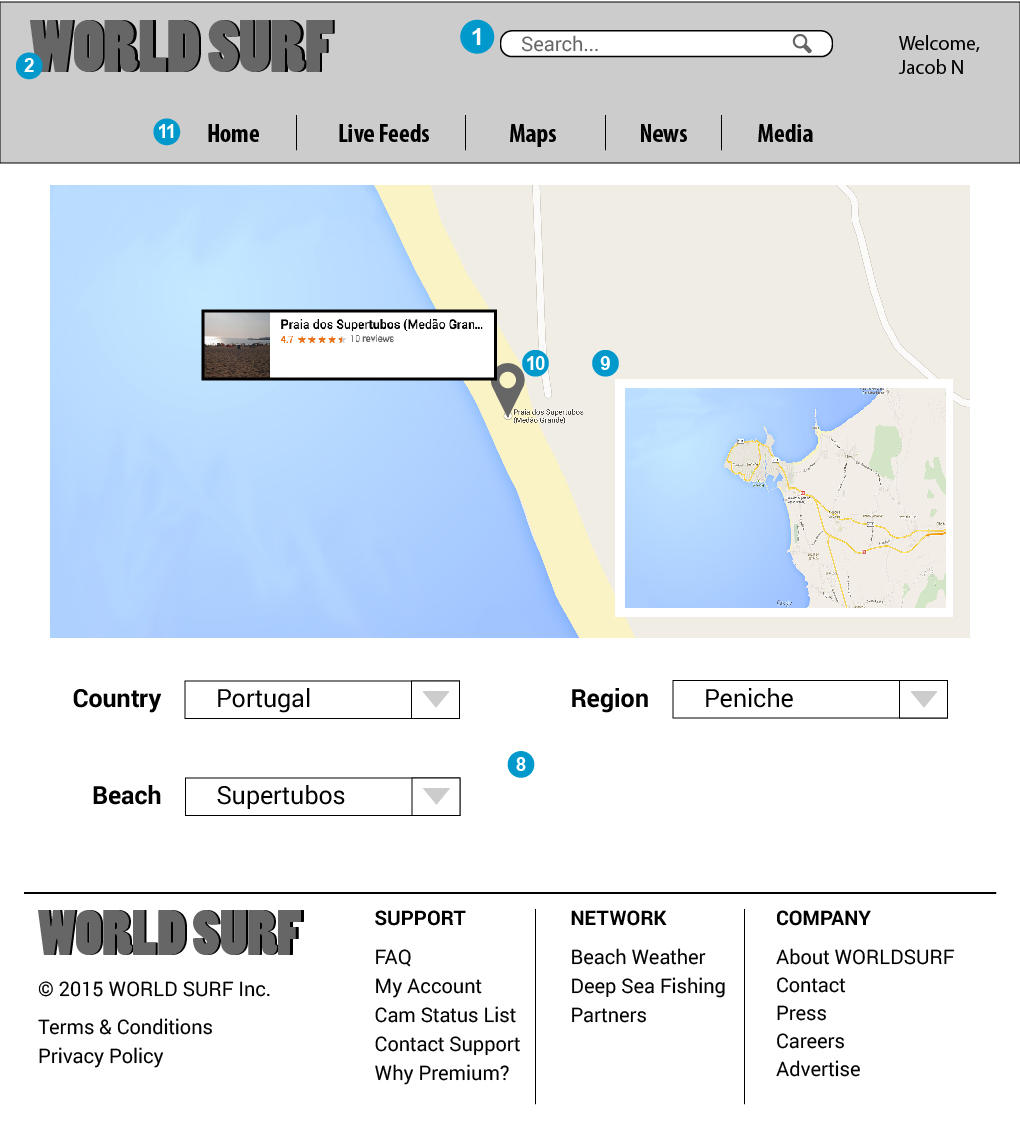 WORLD SURF
2
1
Search...
Welcome,
Jacob N
11
Home
Live Feeds
Maps
News
Media
Praia dos Supertubos (Medão Gran...
4.7
10 reviews
10
9
Praia dos Supertubos
(Medão Grande)
Country
Portugal
Region
Peniche
8
Beach
Supertubos
WORLD SURF
© 2015 WORLD SURF Inc.
Terms & Conditions
Privacy Policy
SUPPORT
FAQ
My Account
Cam Status List
Contact Support
Why Premium?
NETWORK
Beach Weather
Deep Sea Fishing
Partners
COMPANY
About WORLDSURF
Contact
Press
Careers
Advertise